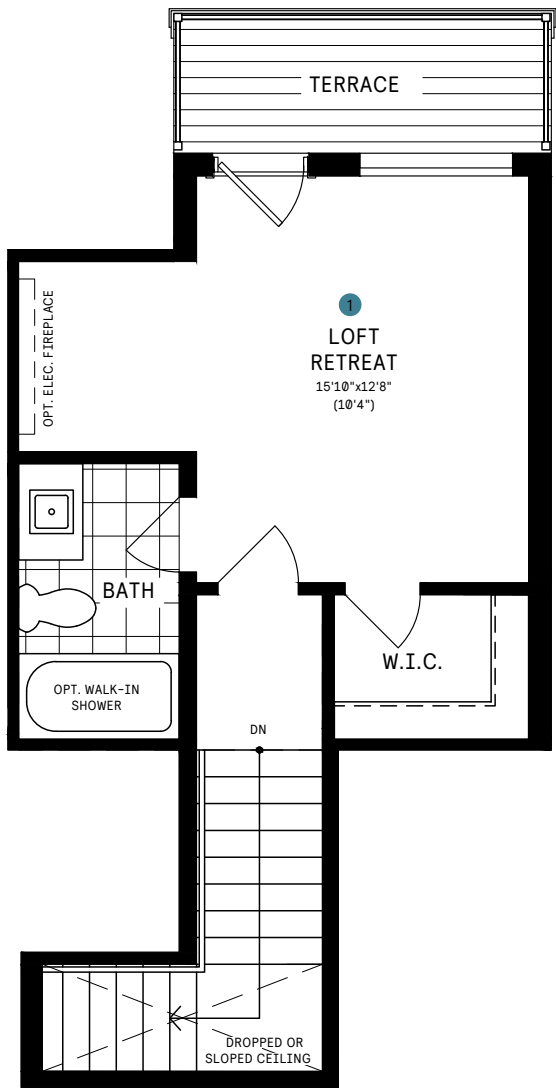 TERRACE
1
LOFT
RETREAT
15'10"x12'8"
(10'4")
OPT. ELEC. FIREPLACE
BATH
W.I.C.
OPT. WALK-IN
SHOWER
DN
DROPPED OR
SLOPED CEILING